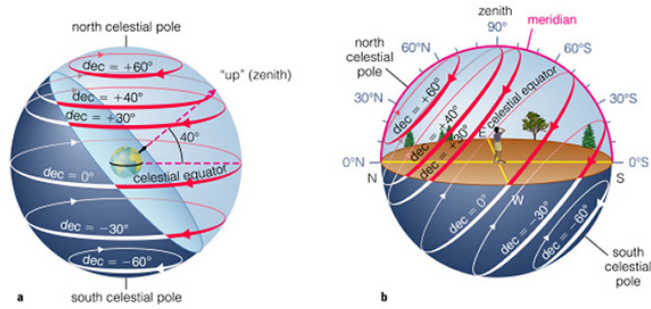 north celestial pole
dec = +60°
"up" (zenith)
dec = +40°
dec = +30°
40°
dec = 0°
celestial equator
dec = −30°
dec = −60°
a
south celestial pole
zenith
90°
meridian
60°N
60°S
north
celestial
pole
dec = +60°
30°N
30°S
dec = +40°
dec = +30°
celestial equator
E
0°N
0°S
N
S
W
dec = 0°
dec = −30°
dec = −60°
south
celestial
pole
b